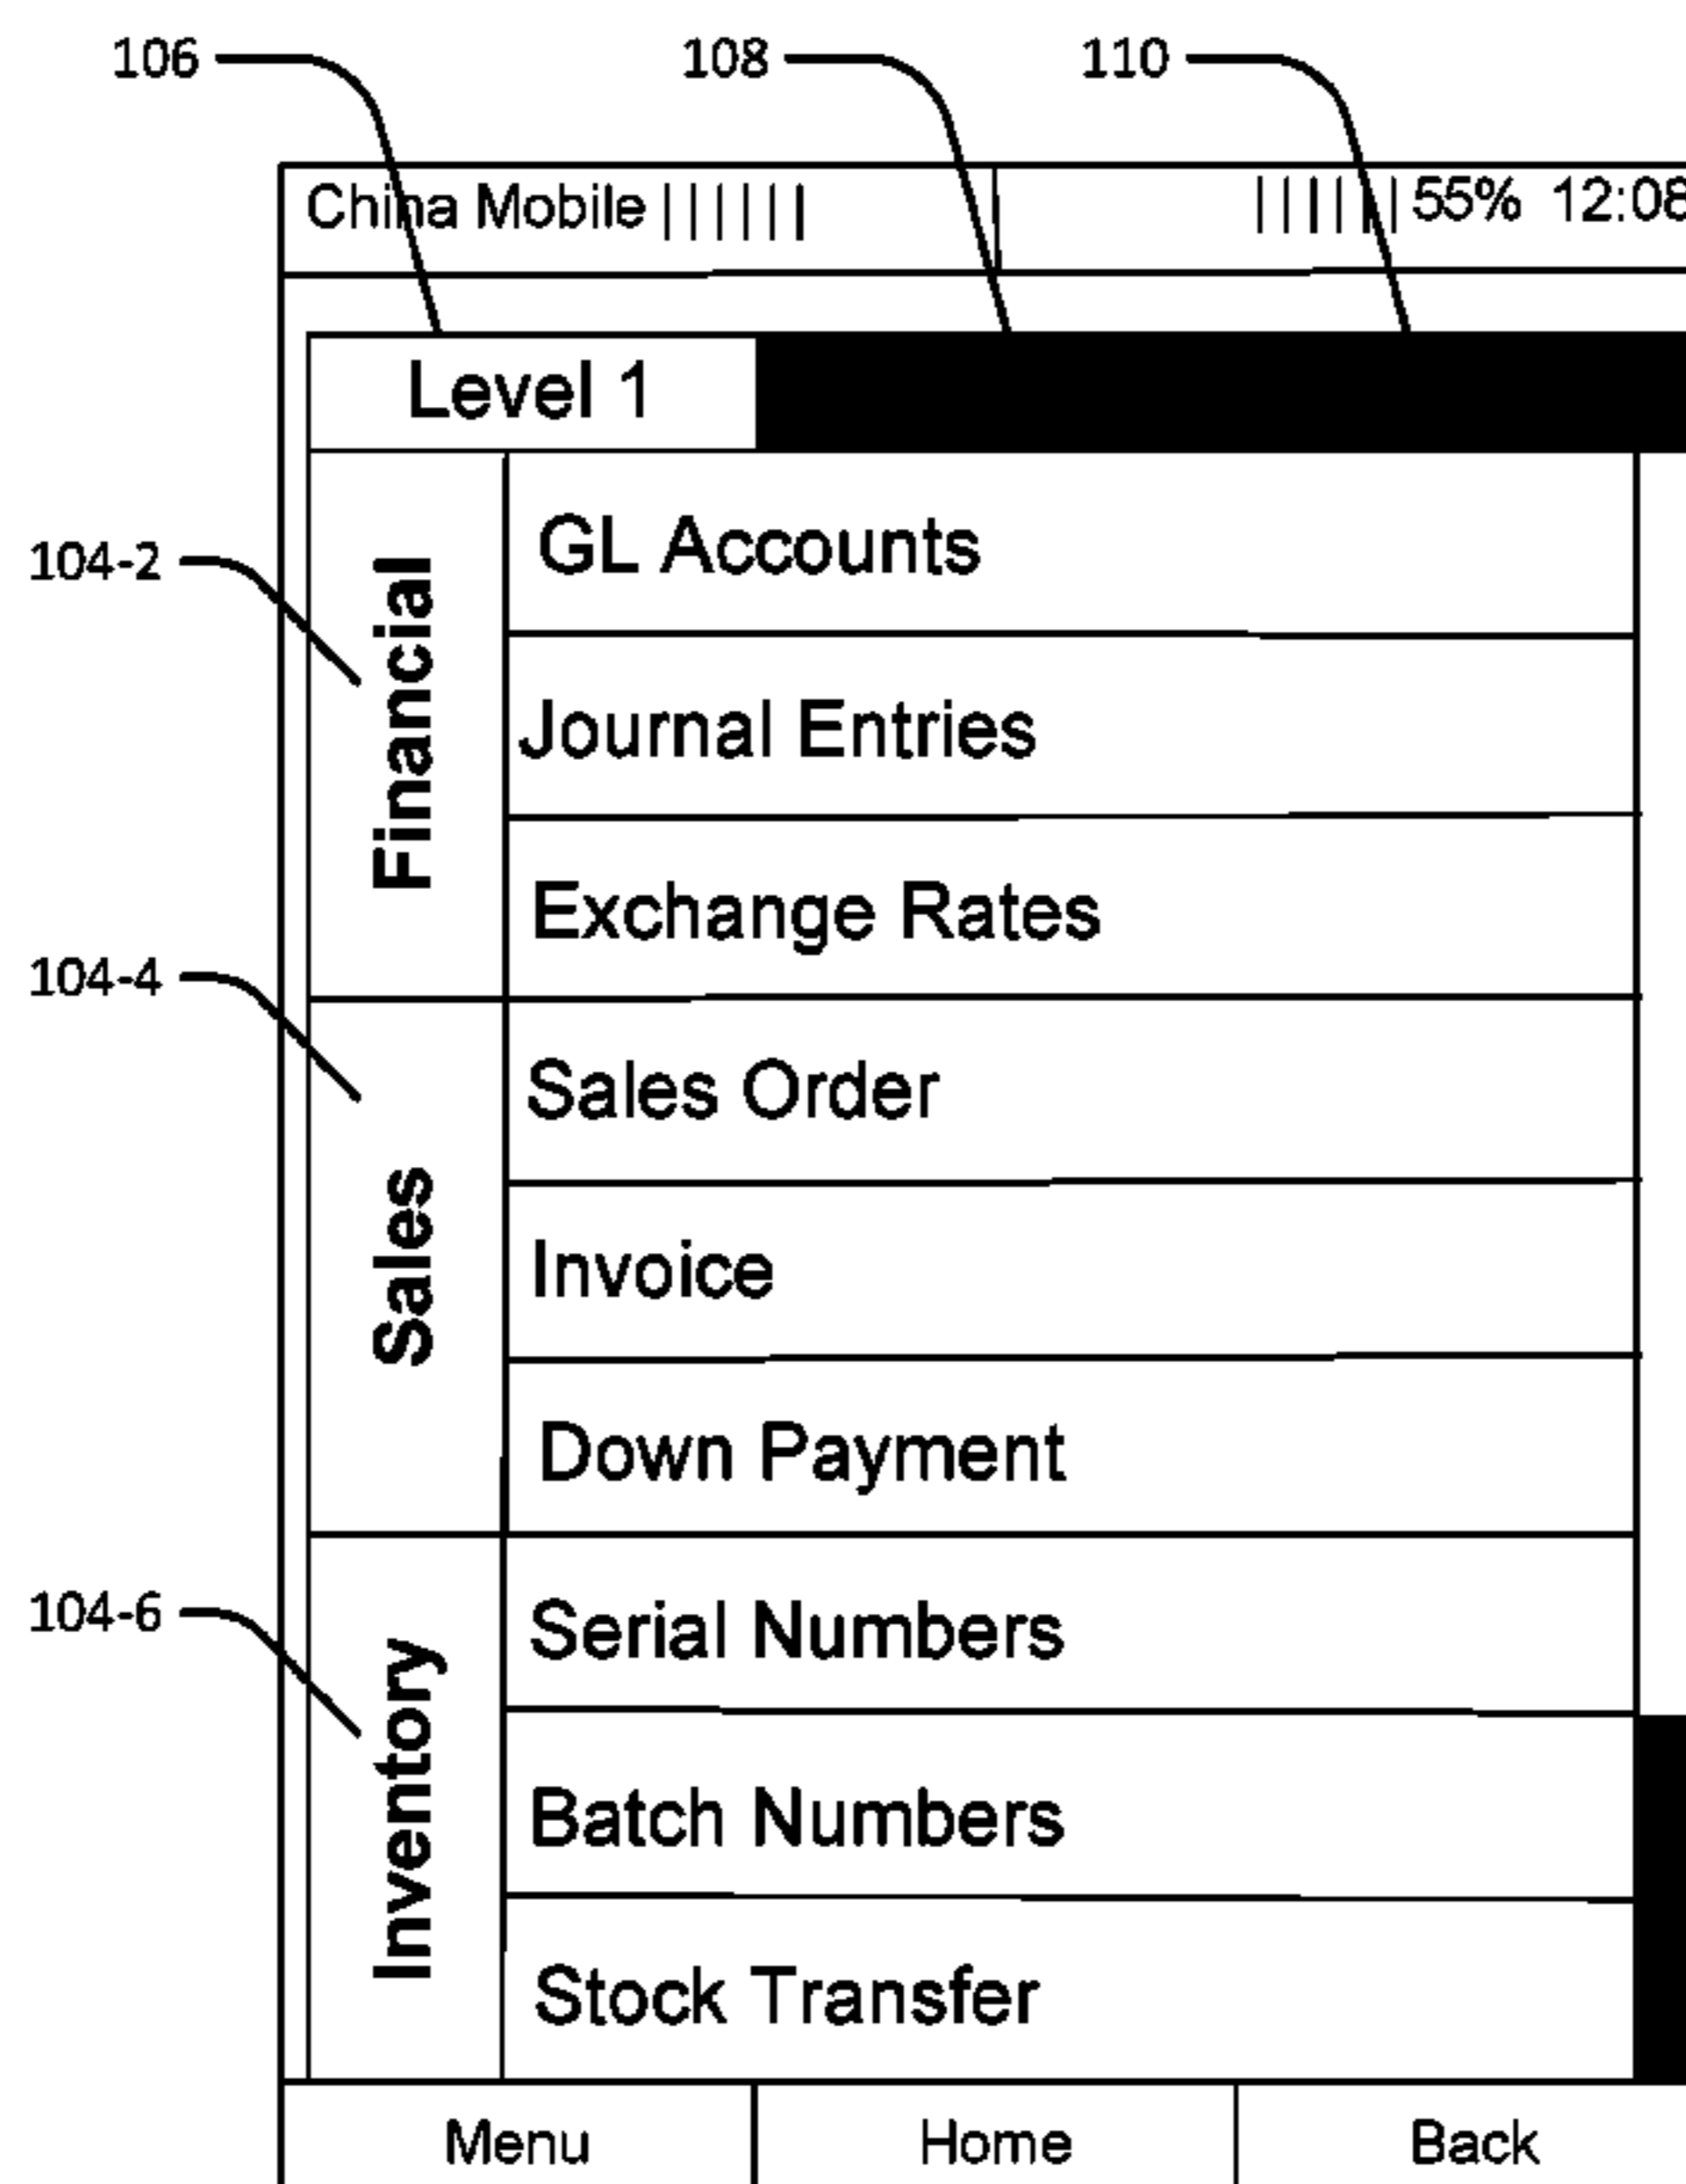 106 108 110
China Mobile |||||| |||||| 55% 12:08
Level 1
104-2
Financial
GL Accounts
Journal Entries
Exchange Rates
104-4
Sales
Sales Order
Invoice
Down Payment
104-6
Inventory
Serial Numbers
Batch Numbers
Stock Transfer
Menu Home Back